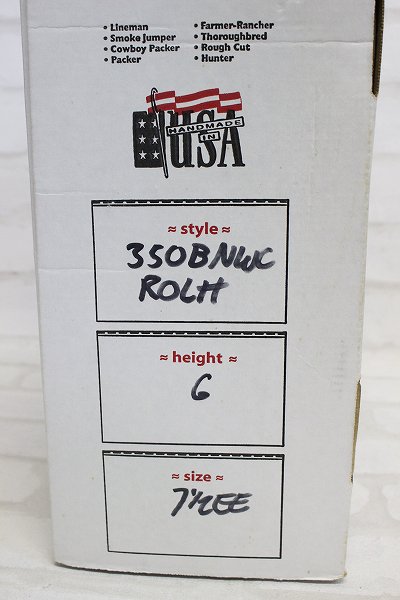 • Lineman
• Smoke Jumper
• Cowboy Packer
• Packer
• Farmer-Rancher
• Thoroughbred
• Rough Cut
• Hunter
HANDMADE
IN
USA
≈ style ≈
350BNWC
ROLH
≈ height ≈
6
≈ size ≈
7½EE